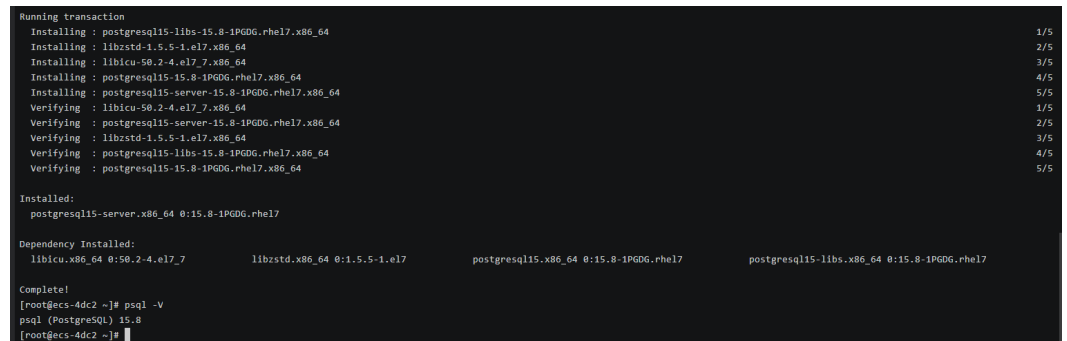 Running transaction
Installing : postgresql15-libs-15.8-1PGDG.rhel7.x86_64 1/5
Installing : libzstd-1.5.5-1.el7.x86_64 2/5
Installing : libicu-50.2-4.el7_7.x86_64 3/5
Installing : postgresql15-15.8-1PGDG.rhel7.x86_64 4/5
Installing : postgresql15-server-15.8-1PGDG.rhel7.x86_64 5/5
Verifying : libicu-50.2-4.el7_7.x86_64 1/5
Verifying : postgresql15-server-15.8-1PGDG.rhel7.x86_64 2/5
Verifying : libzstd-1.5.5-1.el7.x86_64 3/5
Verifying : postgresql15-libs-15.8-1PGDG.rhel7.x86_64 4/5
Verifying : postgresql15-15.8-1PGDG.rhel7.x86_64 5/5
Installed:
postgresql15-server.x86_64 0:15.8-1PGDG.rhel7
Dependency Installed:
libicu.x86_64 0:50.2-4.el7_7 libzstd.x86_64 0:1.5.5-1.el7 postgresql15.x86_64 0:15.8-1PGDG.rhel7 postgresql15-libs.x86_64 0:15.8-1PGDG.rhel7
Complete!
[root@ecs-4dc2 ~]# psql -V
psql (PostgreSQL) 15.8
[root@ecs-4dc2 ~]#